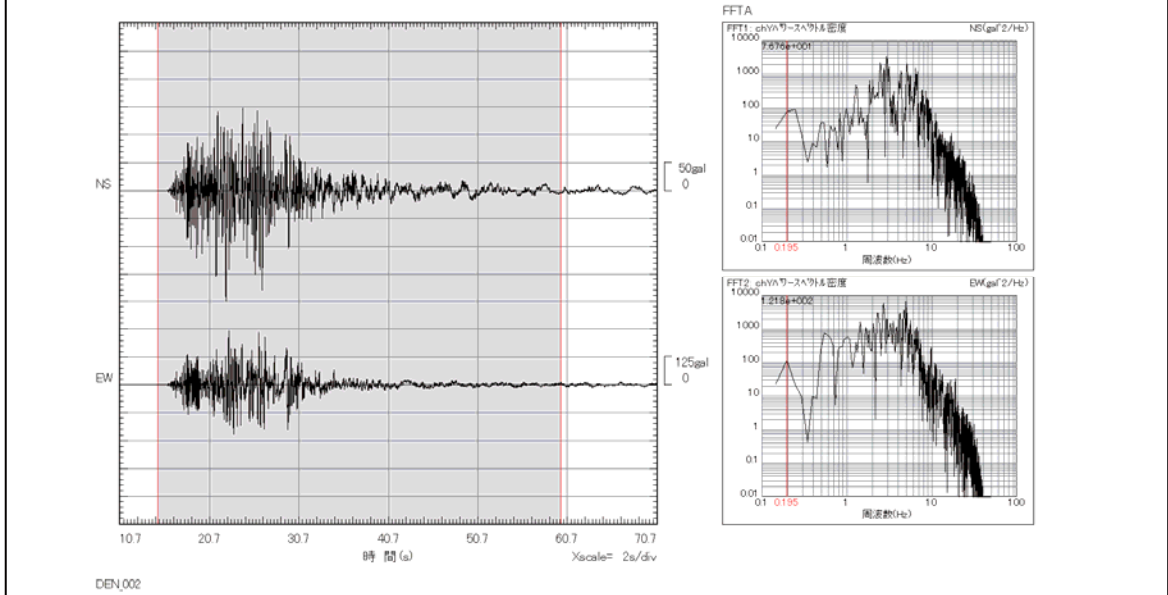 NS
50gal
0
EW
125gal
0
10.7 20.7 30.7 40.7 50.7 60.7 70.7
時 間(s)
Xscale= 2s/div
DEN_002
FFTA
FFT1: chYパワースペクトル密度 NS(gal^2/Hz)
7.676e+001
10000
1000
100
10
1
0.1
0.01
0.1 0.195 1 10 100
周波数(Hz)
FFT2 chYパワースペクトル密度 EW(gal^2/Hz)
1.218e+002
10000
1000
100
10
1
0.1
0.01
0.1 0.195 1 10 100
周波数(Hz)